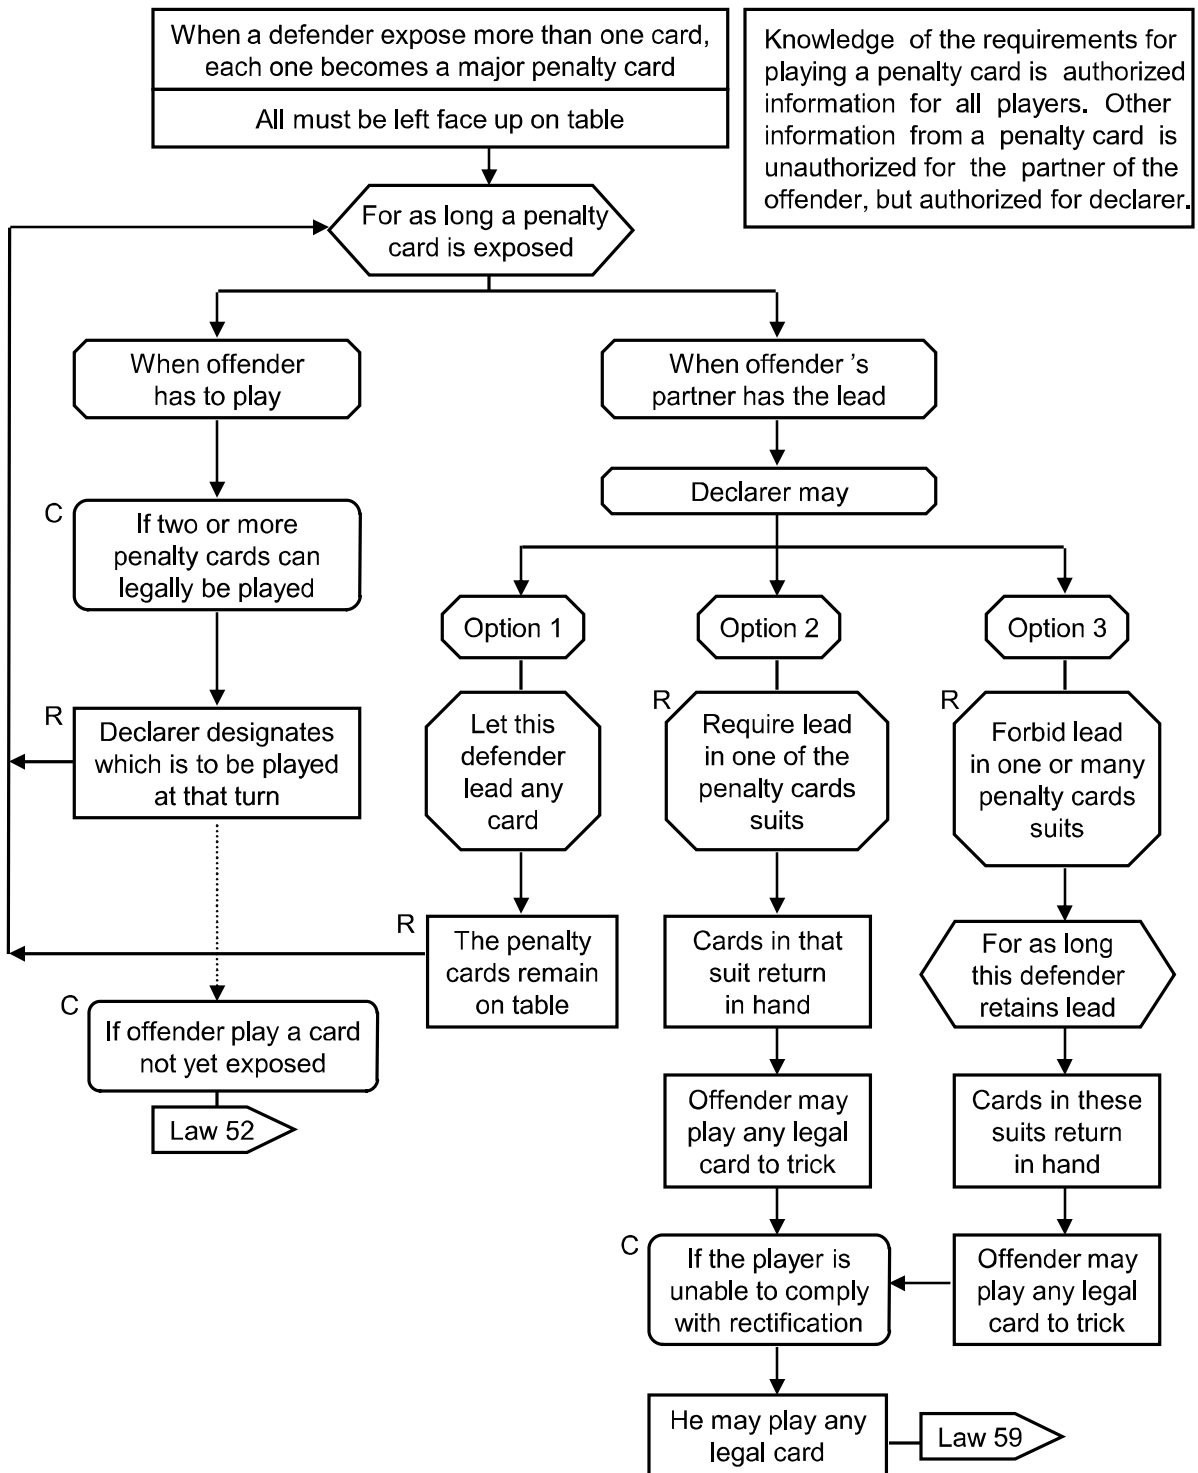 When a defender expose more than one card,
each one becomes a major penalty card
All must be left face up on table
Knowledge of the requirements for
playing a penalty card is authorized
information for all players. Other
information from a penalty card is
unauthorized for the partner of the
offender, but authorized for declarer.
For as long a penalty
card is exposed
When offender
has to play
When offender 's
partner has the lead
Declarer may
C
If two or more
penalty cards can
legally be played
Option 1
Option 2
Option 3
R
Declarer designates
which is to be played
at that turn
Let this
defender
lead any
card
R
Require lead
in one of the
penalty cards
suits
R
Forbid lead
in one or many
penalty cards
suits
R
The penalty
cards remain
on table
Cards in that
suit return
in hand
For as long
this defender
retains lead
C
If offender play a card
not yet exposed
Law 52
Offender may
play any legal
card to trick
Cards in these
suits return
in hand
C
If the player is
unable to comply
with rectification
Offender may
play any legal
card to trick
He may play any
legal card
Law 59